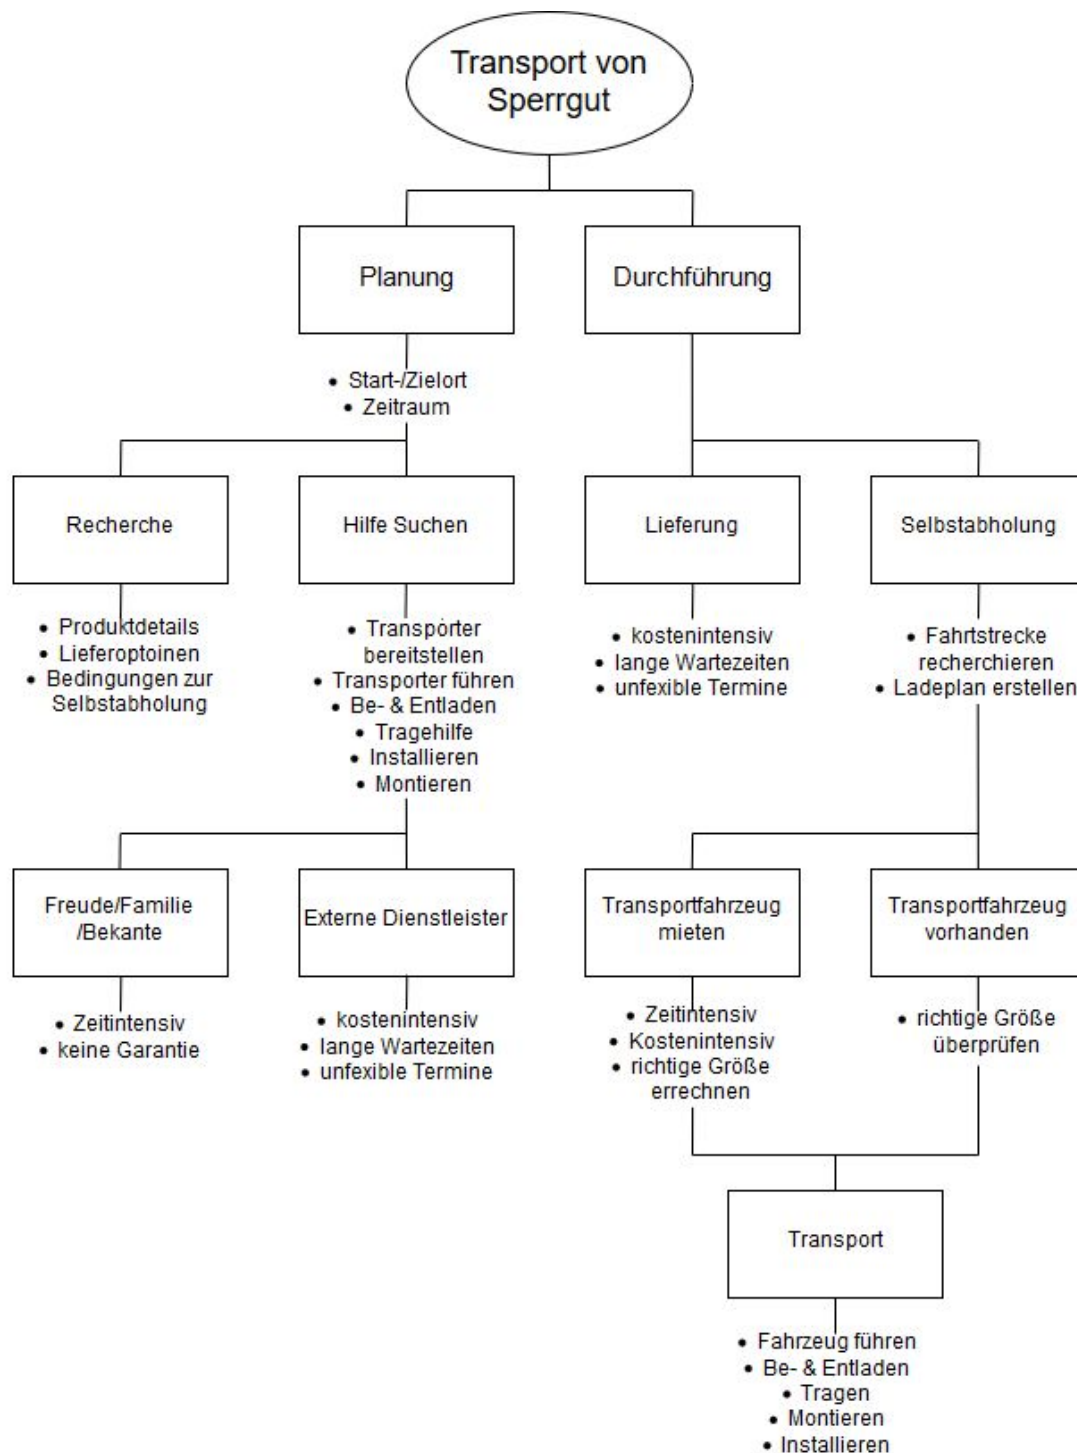 Transport von
Sperrgut
Planung
Durchführung
• Start-/Zielort
• Zeitraum
Recherche
Hilfe Suchen
Lieferung
Selbstabholung
• Produktdetails
• Lieferoptoinen
• Bedingungen zur
Selbstabholung
• Transporter
bereitstellen
• Transporter führen
• Be- & Entladen
• Tragehilfe
• Installieren
• Montieren
• kostenintensiv
• lange Wartezeiten
• unfexible Termine
• Fahrtstrecke
recherchieren
• Ladeplan erstellen
Freude/Familie
/Bekante
Externe Dienstleister
Transportfahrzeug
mieten
Transportfahrzeug
vorhanden
• Zeitintensiv
• keine Garantie
• kostenintensiv
• lange Wartezeiten
• unfexible Termine
• Zeitintensiv
• Kostenintensiv
• richtige Größe
errechnen
• richtige Größe
überprüfen
Transport
• Fahrzeug führen
• Be- & Entladen
• Tragen
• Montieren
• Installieren